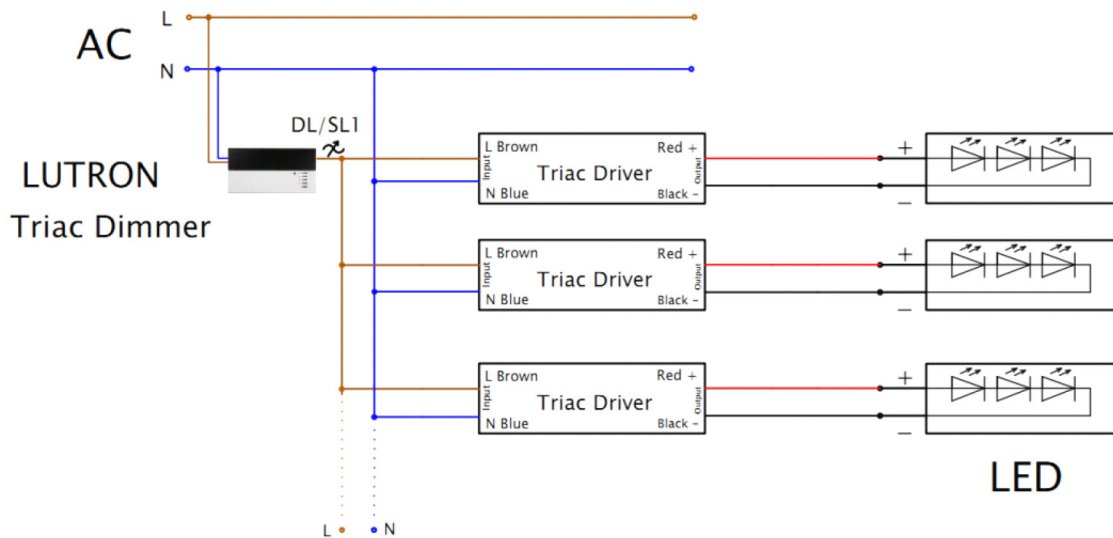 L
AC
N
DL/SL1
LUTRON
Triac Dimmer
L Brown
Red +
Input
Triac Driver
Output
N Blue
Black -
+
-
L Brown
Red +
Input
Triac Driver
Output
N Blue
Black -
+
-
L Brown
Red +
Input
Triac Driver
Output
N Blue
Black -
+
-
LED
L
N